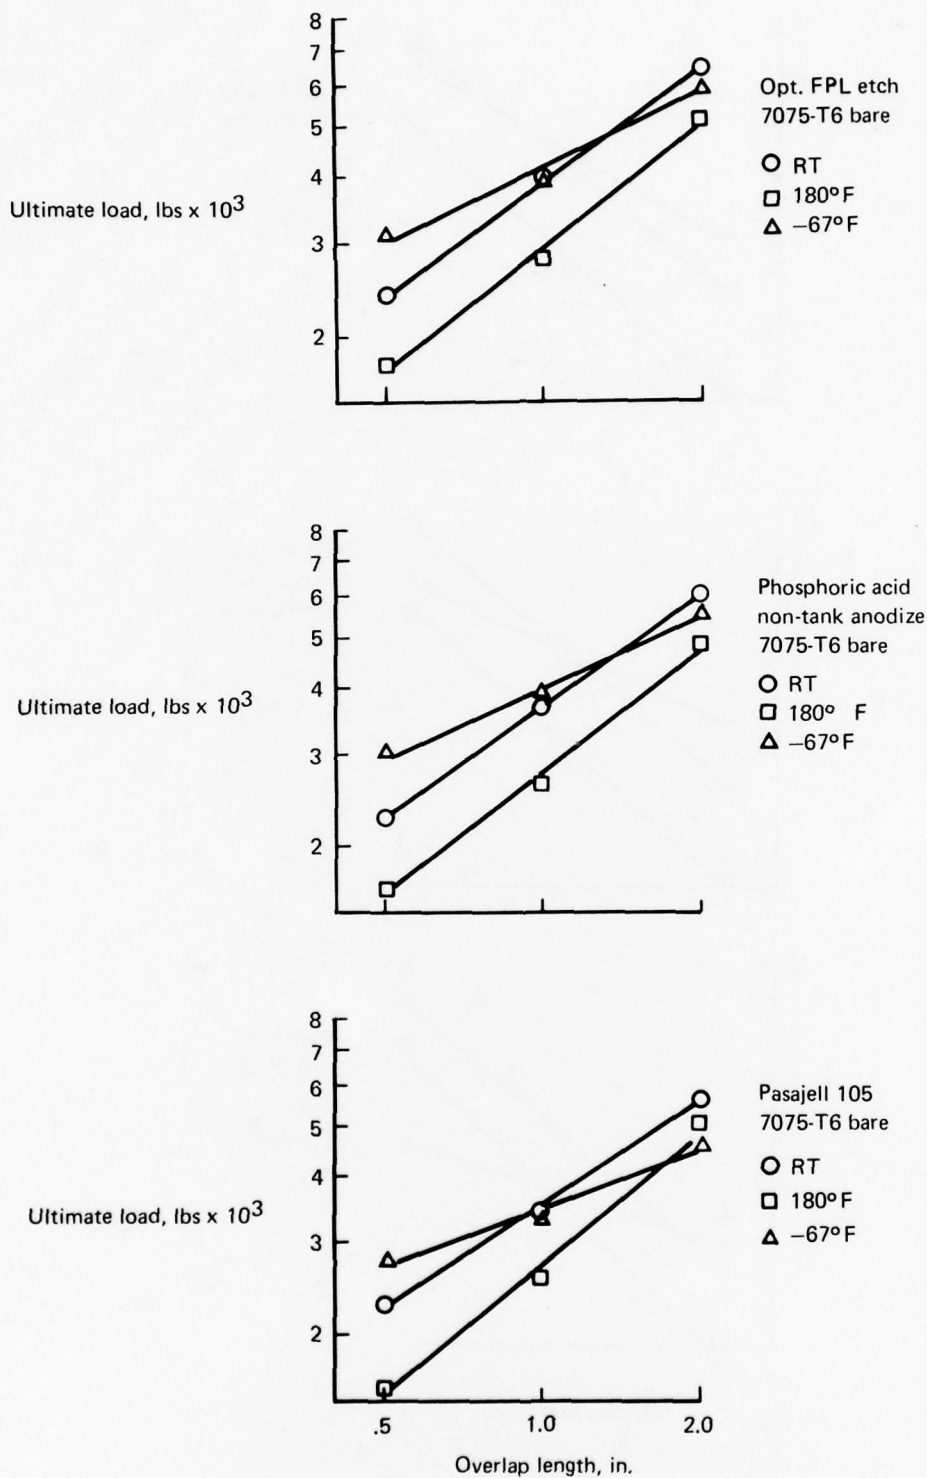 8
7
6
5
4
3
2
Ultimate load, lbs x 10³
Opt. FPL etch
7075-T6 bare
RT
180°F
−67°F
8
7
6
5
4
3
2
Ultimate load, lbs x 10³
Phosphoric acid
non-tank anodize
7075-T6 bare
RT
180° F
−67°F
8
7
6
5
4
3
2
Ultimate load, lbs x 10³
Pasajell 105
7075-T6 bare
RT
180°F
−67°F
.5 1.0 2.0
Overlap length, in.